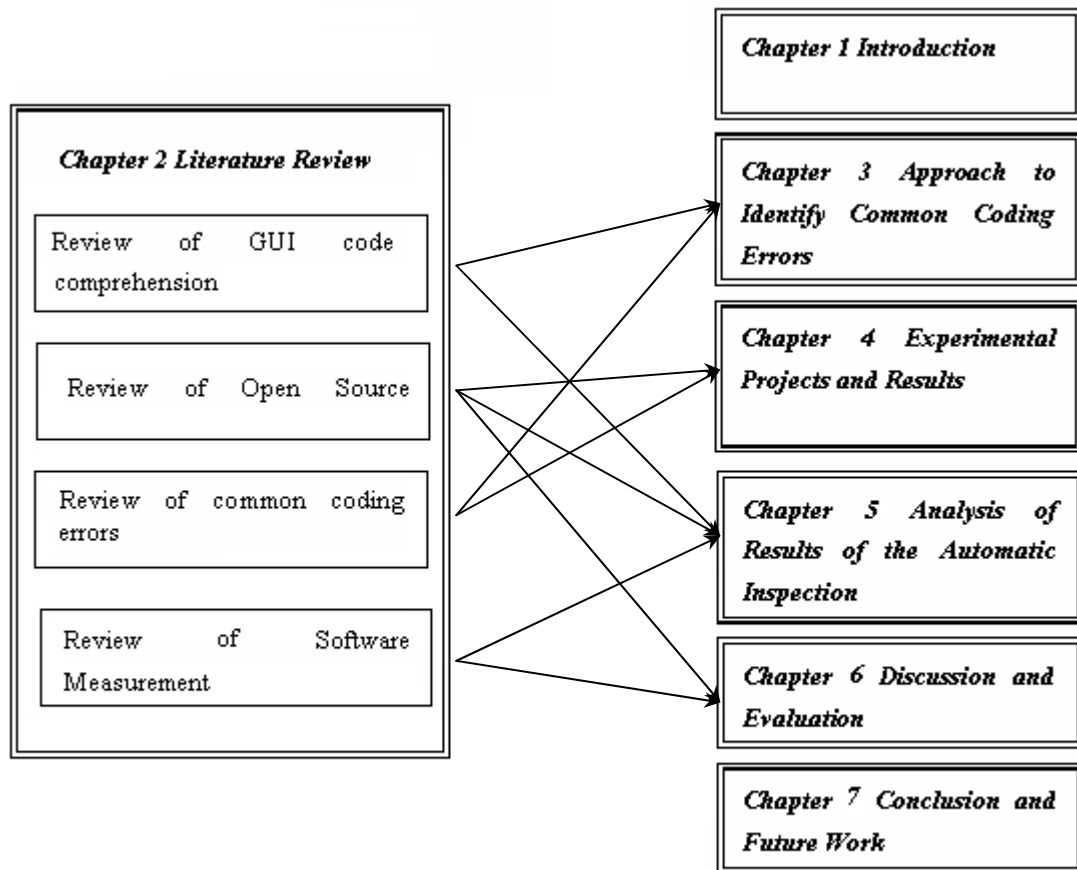 Chapter 2 Literature Review
Review of GUI code
comprehension
Review of Open Source
Review of common coding
errors
Review of Software
Measurement
Chapter 1 Introduction
Chapter 3 Approach to
Identify Common Coding
Errors
Chapter 4 Experimental
Projects and Results
Chapter 5 Analysis of
Results of the Automatic
Inspection
Chapter 6 Discussion and
Evaluation
Chapter 7 Conclusion and
Future Work